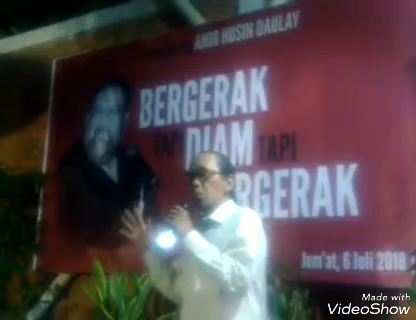 AMIR HUSIN DAULAY
BERGERAK
TAPI DIAM TAPI
RGERAK
Jum'at, 6 Juli 2018
Made with
VideoShow